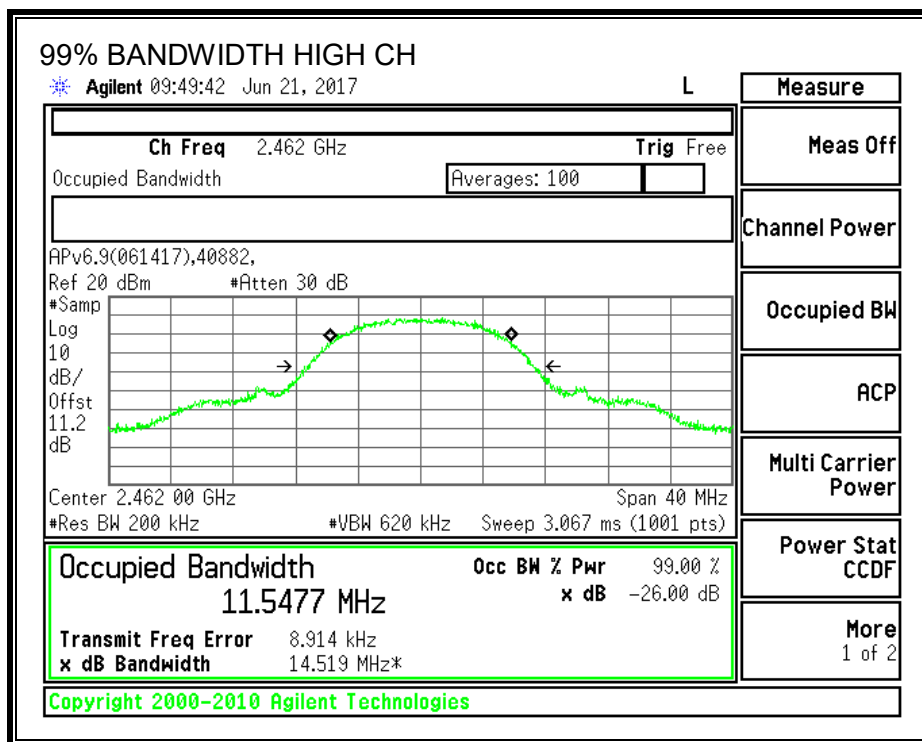 99% BANDWIDTH HIGH CH
Agilent 09:49:42 Jun 21, 2017 L
Measure
Ch Freq 2.462 GHz Trig Free
Meas Off
Occupied Bandwidth Averages: 100
Channel Power
APv6.9(061417),40882,
Ref 20 dBm #Atten 30 dB
#Samp
Log
10
dB/
Offst
11.2
dB
Occupied BW
ACP
Center 2.462 00 GHz Span 40 MHz
#Res BW 200 kHz #VBW 620 kHz Sweep 3.067 ms (1001 pts)
Multi Carrier
Power
Occupied Bandwidth Occ BW % Pwr 99.00 %
11.5477 MHz x dB -26.00 dB
Transmit Freq Error 8.914 kHz
x dB Bandwidth 14.519 MHz*
Power Stat
CCDF
More
1 of 2
Copyright 2000-2010 Agilent Technologies